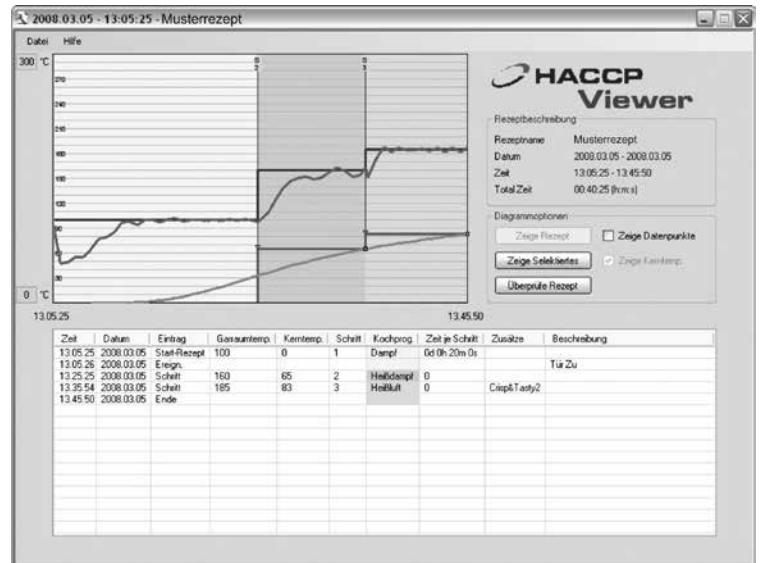 2008.03.05 - 13:05:25 - Musterrezept
Datei Hilfe
300 °C
270
240
210
180
150
120
90
60
30
0 °C
13.05.25 13.45.50
HACCP
Viewer
Rezeptbeschreibung
Rezeptname Musterrezept
Datum 2008.03.05 - 2008.03.05
Zeit 13:05:25 - 13:45:50
Total Zeit 00:40:25 (h:m:s)
Diagrammoptionen
Zeige Rezept Zeige Datenpunkte
Zeige Selektiertes Zeige Kerntemp.
Überprüfe Rezept
Zeit Datum Eintrag Garraumtemp. Kerntemp. Schritt Kochprog. Zeit je Schritt Zusätze Beschreibung
13.05.25 2008.03.05 Start-Rezept 100 0 1 Dampf 0d 0h 20m 0s
13.05.26 2008.03.05 Ereign. Tür Zu
13.25.25 2008.03.05 Schritt 160 65 2 Heißdampf 0
13.35.54 2008.03.05 Schritt 185 83 3 Heißluft 0 Crisp&Tasty2
13.45.50 2008.03.05 Ende